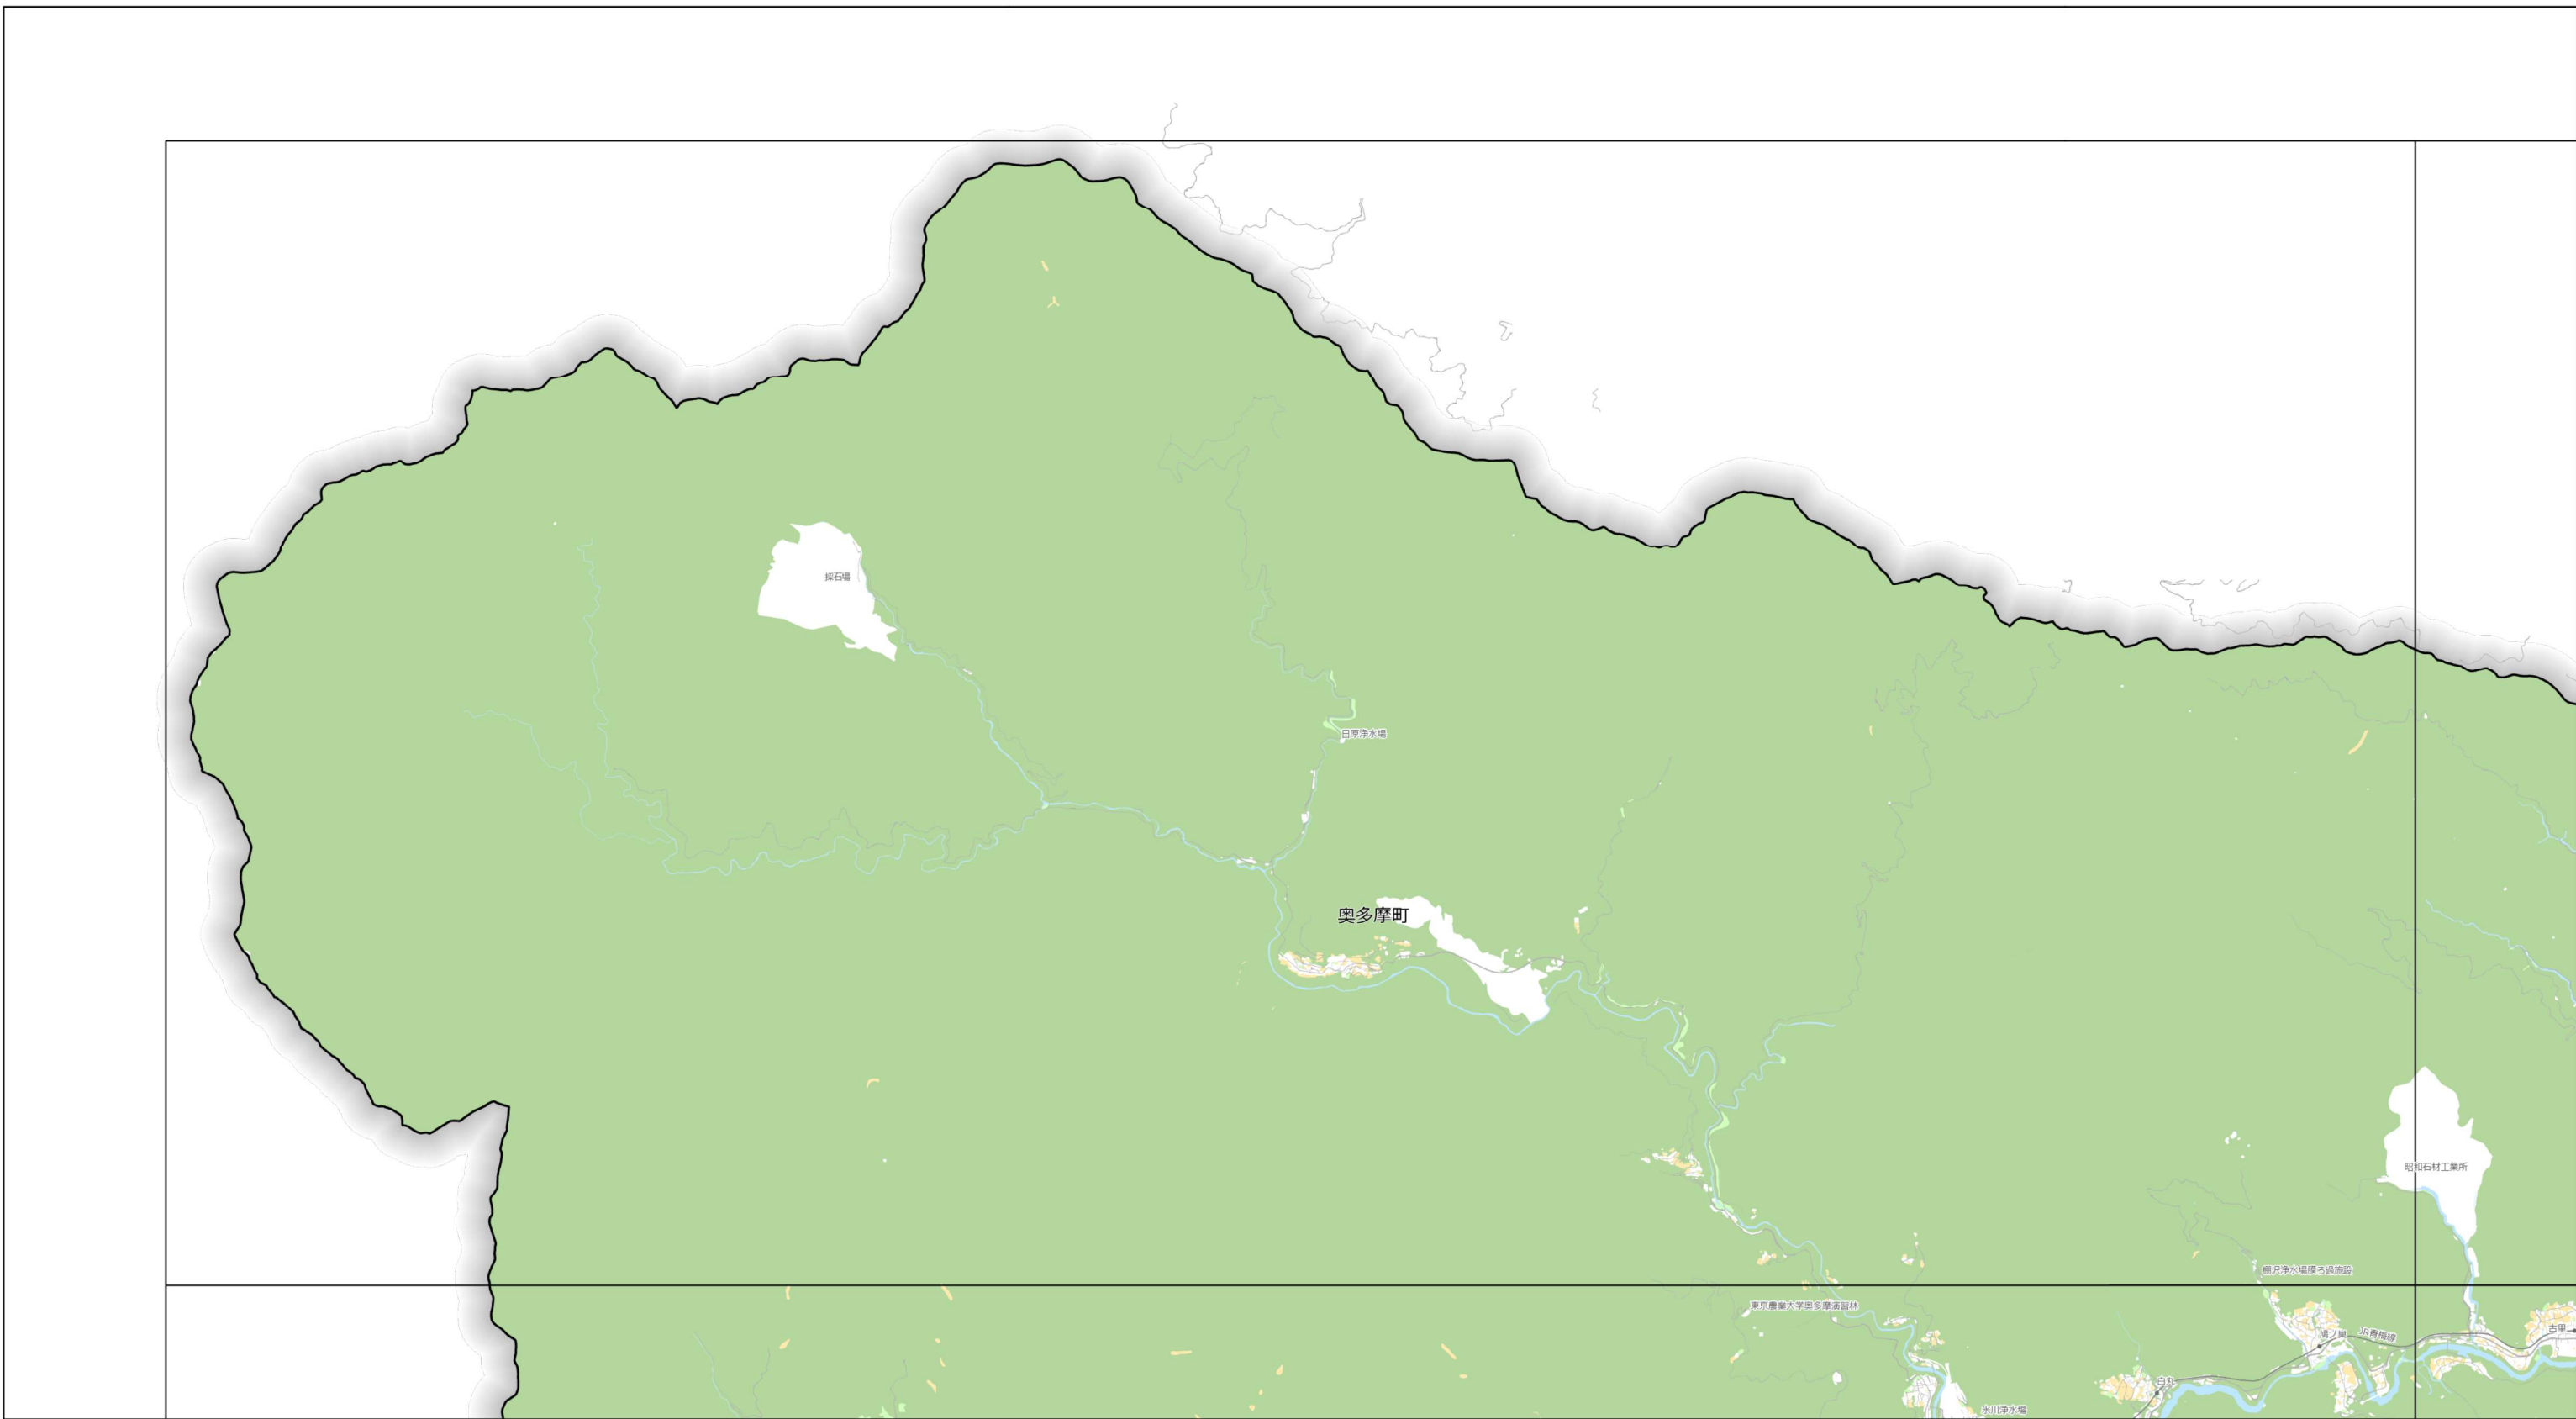 採石場
日原浄水場
奥多摩町
昭和石材工業所
棚沢浄水場膜ろ過施設
東京農業大学奥多摩演習林
鳩ノ巣
JR青梅線
古里
白丸
氷川浄水場